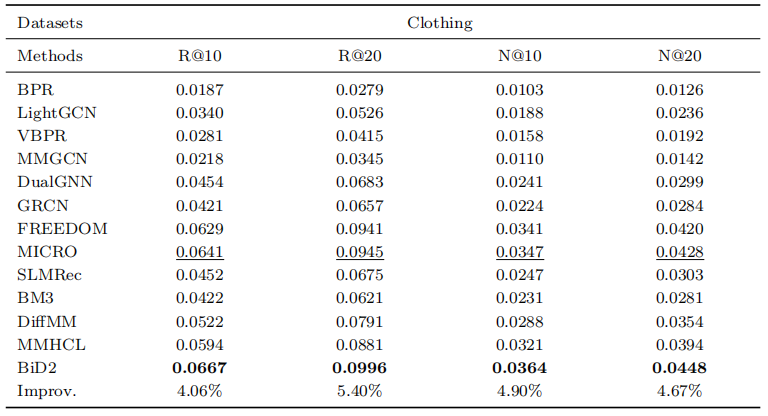 Datasets Clothing
Methods R@10 R@20 N@10 N@20
BPR 0.0187 0.0279 0.0103 0.0126
LightGCN 0.0340 0.0526 0.0188 0.0236
VBPR 0.0281 0.0415 0.0158 0.0192
MMGCN 0.0218 0.0345 0.0110 0.0142
DualGNN 0.0454 0.0683 0.0241 0.0299
GRCN 0.0421 0.0657 0.0224 0.0284
FREEDOM 0.0629 0.0941 0.0341 0.0420
MICRO 0.0641 0.0945 0.0347 0.0428
SLMRec 0.0452 0.0675 0.0247 0.0303
BM3 0.0422 0.0621 0.0231 0.0281
DiffMM 0.0522 0.0791 0.0288 0.0354
MMHCL 0.0594 0.0881 0.0321 0.0394
BiD2 0.0667 0.0996 0.0364 0.0448
Improv. 4.06% 5.40% 4.90% 4.67%